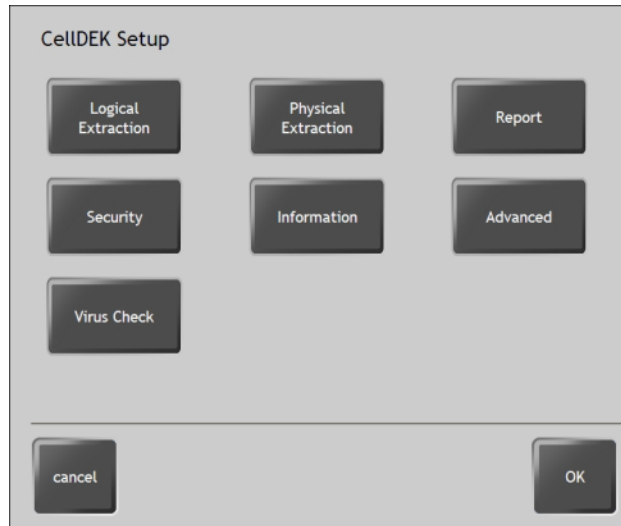 CellDEK Setup
Logical
Extraction
Physical
Extraction
Report
Security
Information
Advanced
Virus Check
cancel
OK